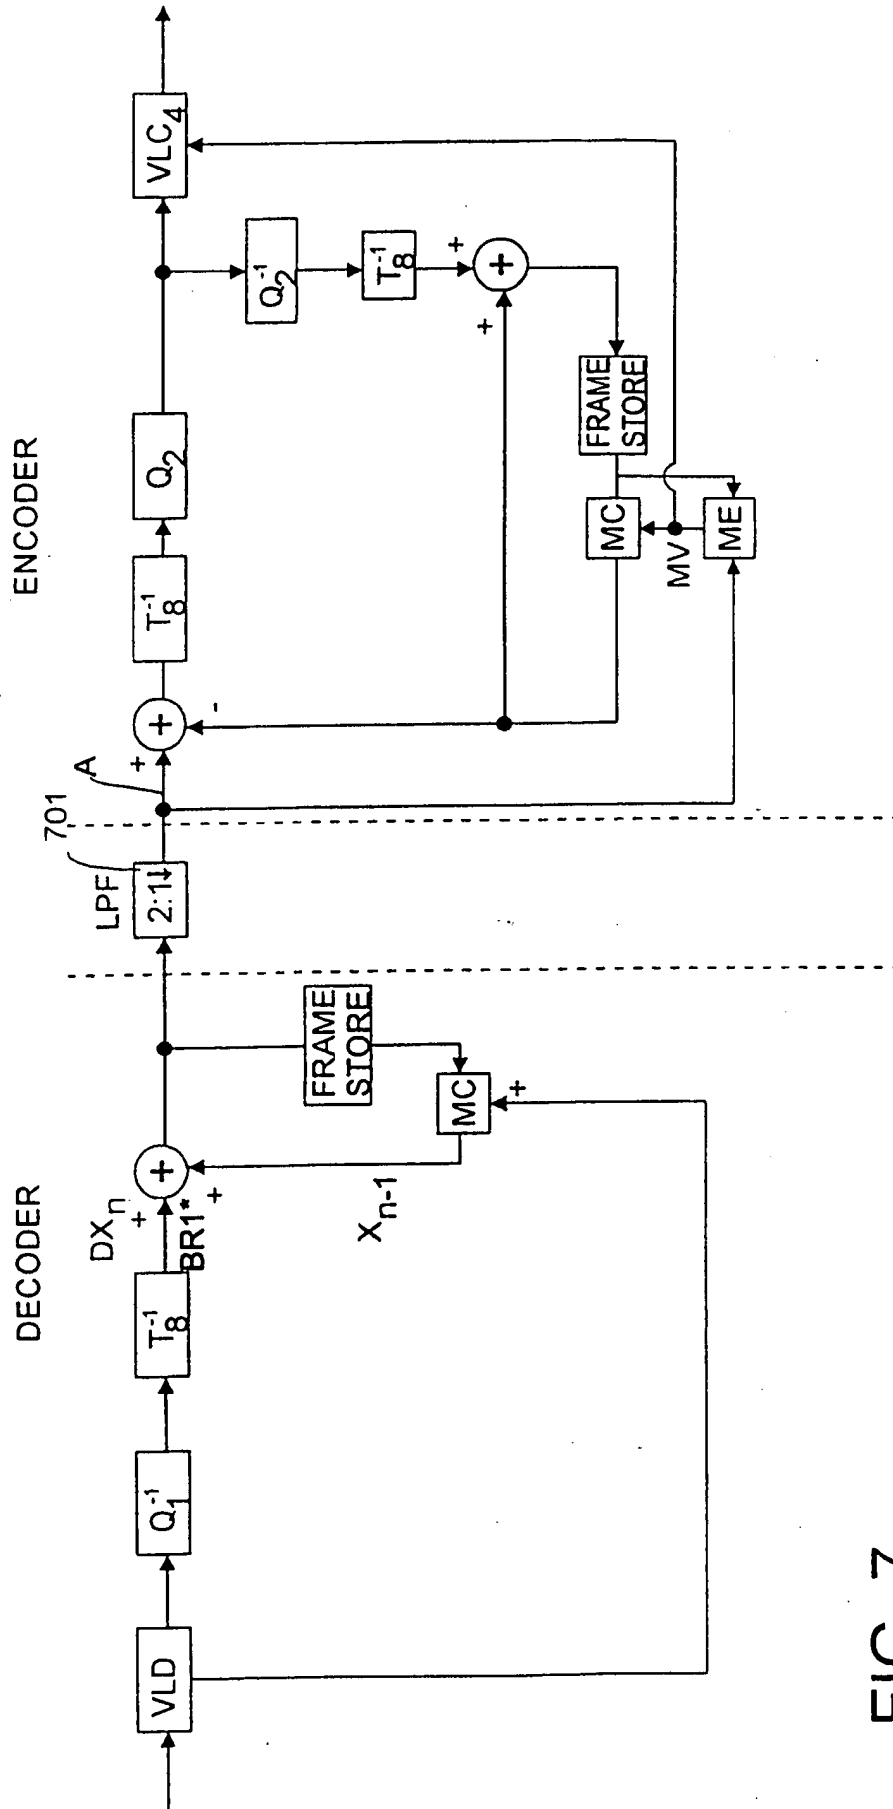 DECODER
ENCODER
VLD
Q₁⁻¹
T₈⁻¹
DXₙ
+
BR1*
+
+
Xₙ₋₁
FRAME
STORE
MC
+
LPF
2:1↓
701
A
+
+
-
T₈⁻¹
Q₂
VLC₄
Q₂⁻¹
T₈⁻¹
+
+
+
FRAME
STORE
MC
MV
ME
FIG. 7